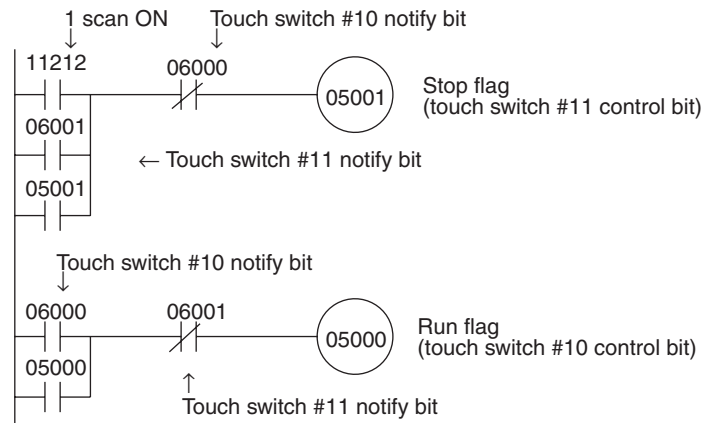 1 scan ON
Touch switch #10 notify bit
↓
↓
11212
06000
05001
Stop flag
(touch switch #11 control bit)
06001
← Touch switch #11 notify bit
05001
Touch switch #10 notify bit
↓
06000
06001
05000
Run flag
(touch switch #10 control bit)
05000
↑
Touch switch #11 notify bit